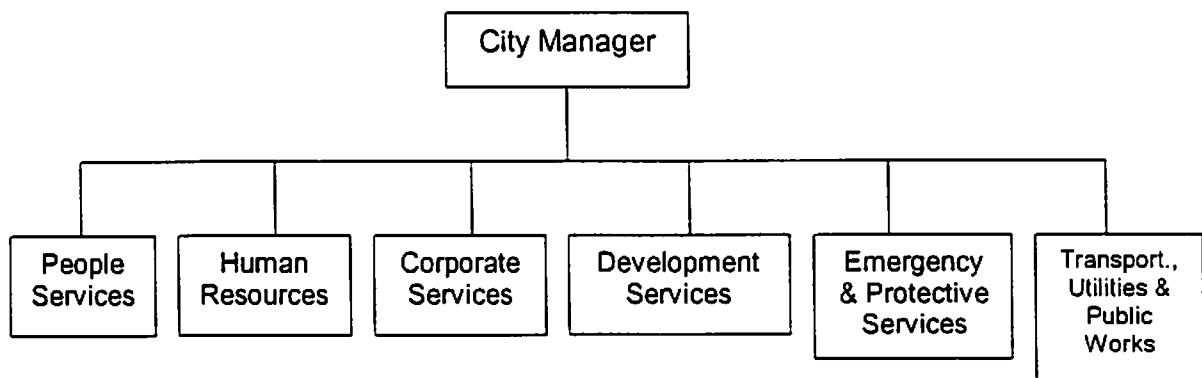 City Manager
People
Services
Human
Resources
Corporate
Services
Development
Services
Emergency
& Protective
Services
Transport.,
Utilities &
Public
Works